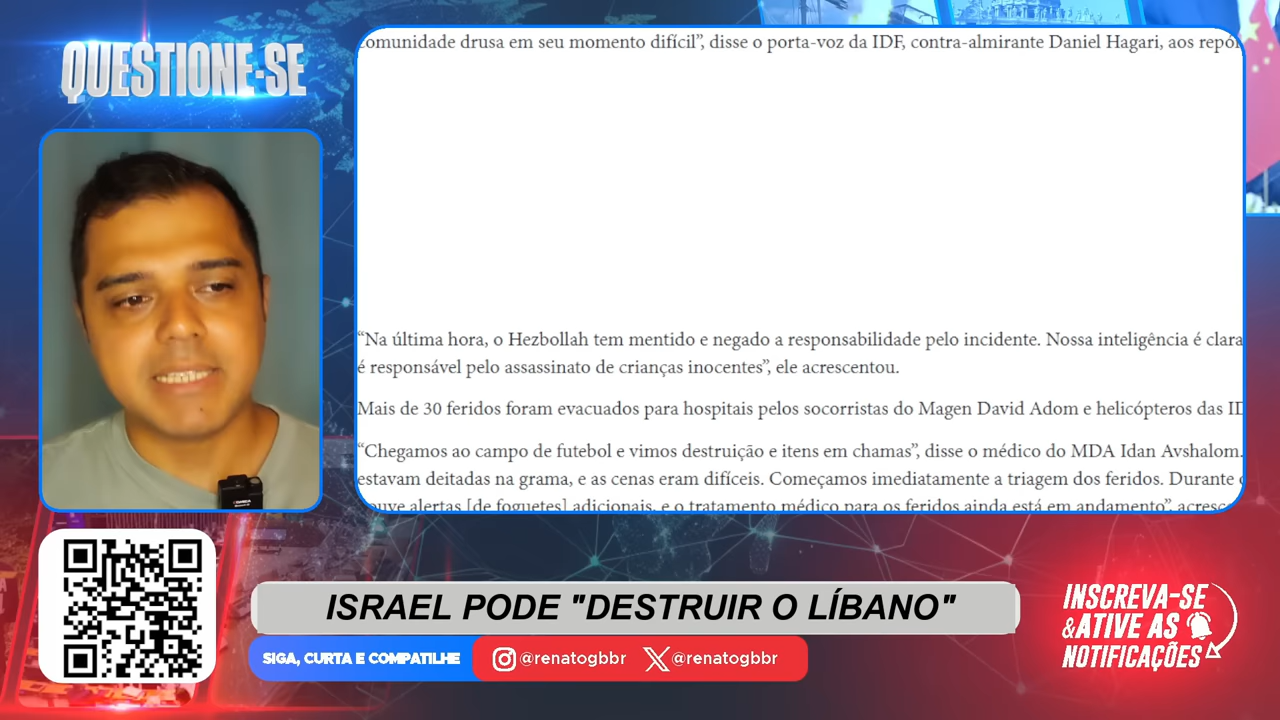 QUESTIONE-SE
comunidade drusa em seu momento difícil”, disse o porta-voz da IDF, contra-almirante Daniel Hagari, aos
“Na última hora, o Hezbollah tem mentido e negado a responsabilidade pelo incidente. Nossa inteligência é clara
é responsável pelo assassinato de crianças inocentes”, ele acrescentou.
Mais de 30 feridos foram evacuados para hospitais pelos socorristas do Magen David Adom e helicópteros das
“Chegamos ao campo de futebol e vimos destruição e itens em chamas”, disse o médico do MDA Idan Avshalom.
estavam deitadas na grama, e as cenas eram difíceis. Começamos imediatamente a triagem dos feridos. Durante
houve alertas [de foguetes] adicionais, e o tratamento médico para os feridos ainda está em andamento”,
ISRAEL PODE "DESTRUIR O LÍBANO"
SIGA, CURTA E COMPATILHE
@renatogbbr
@renatogbbr
INSCREVA-SE
&ATIVE AS
NOTIFICAÇÕES